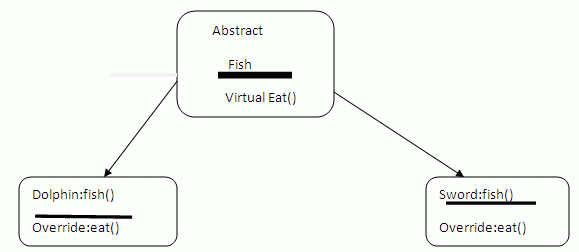 Abstract
Fish
Virtual Eat()
Dolphin:fish()
Override:eat()
Sword:fish()
Override:eat()